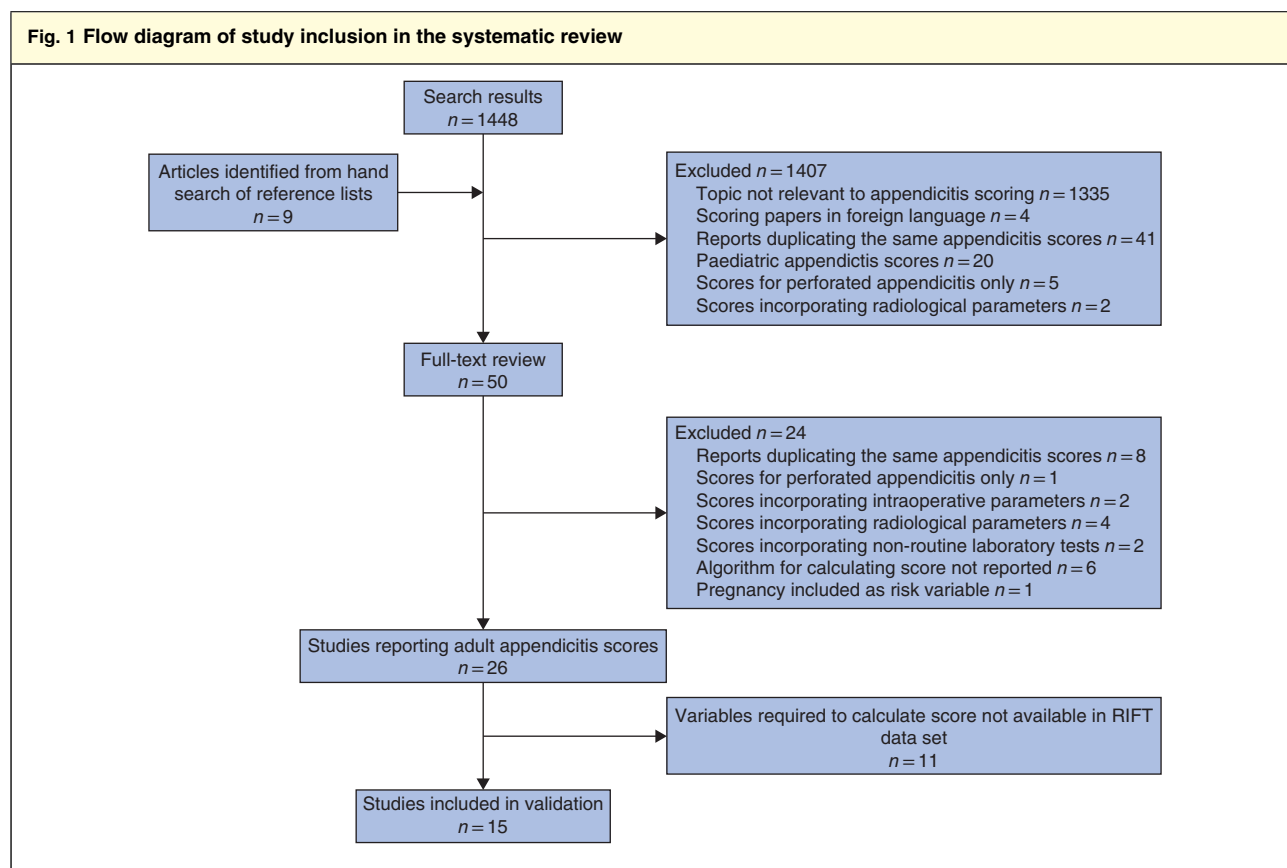 Fig. 1 Flow diagram of study inclusion in the systematic review
Search results
n = 1448
Articles identified from hand
search of reference lists
n = 9
Excluded n = 1407
Topic not relevant to appendicitis scoring n = 1335
Scoring papers in foreign language n = 4
Reports duplicating the same appendicitis scores n = 41
Paediatric appendictis scores n = 20
Scores for perforated appendicitis only n = 5
Scores incorporating radiological parameters n = 2
Full-text review
n = 50
Excluded n = 24
Reports duplicating the same appendicitis scores n = 8
Scores for perforated appendicitis only n = 1
Scores incorporating intraoperative parameters n = 2
Scores incorporating radiological parameters n = 4
Scores incorporating non-routine laboratory tests n = 2
Algorithm for calculating score not reported n = 6
Pregnancy included as risk variable n = 1
Studies reporting adult appendicitis scores
n = 26
Variables required to calculate score not available in RIFT
data set
n = 11
Studies included in validation
n = 15